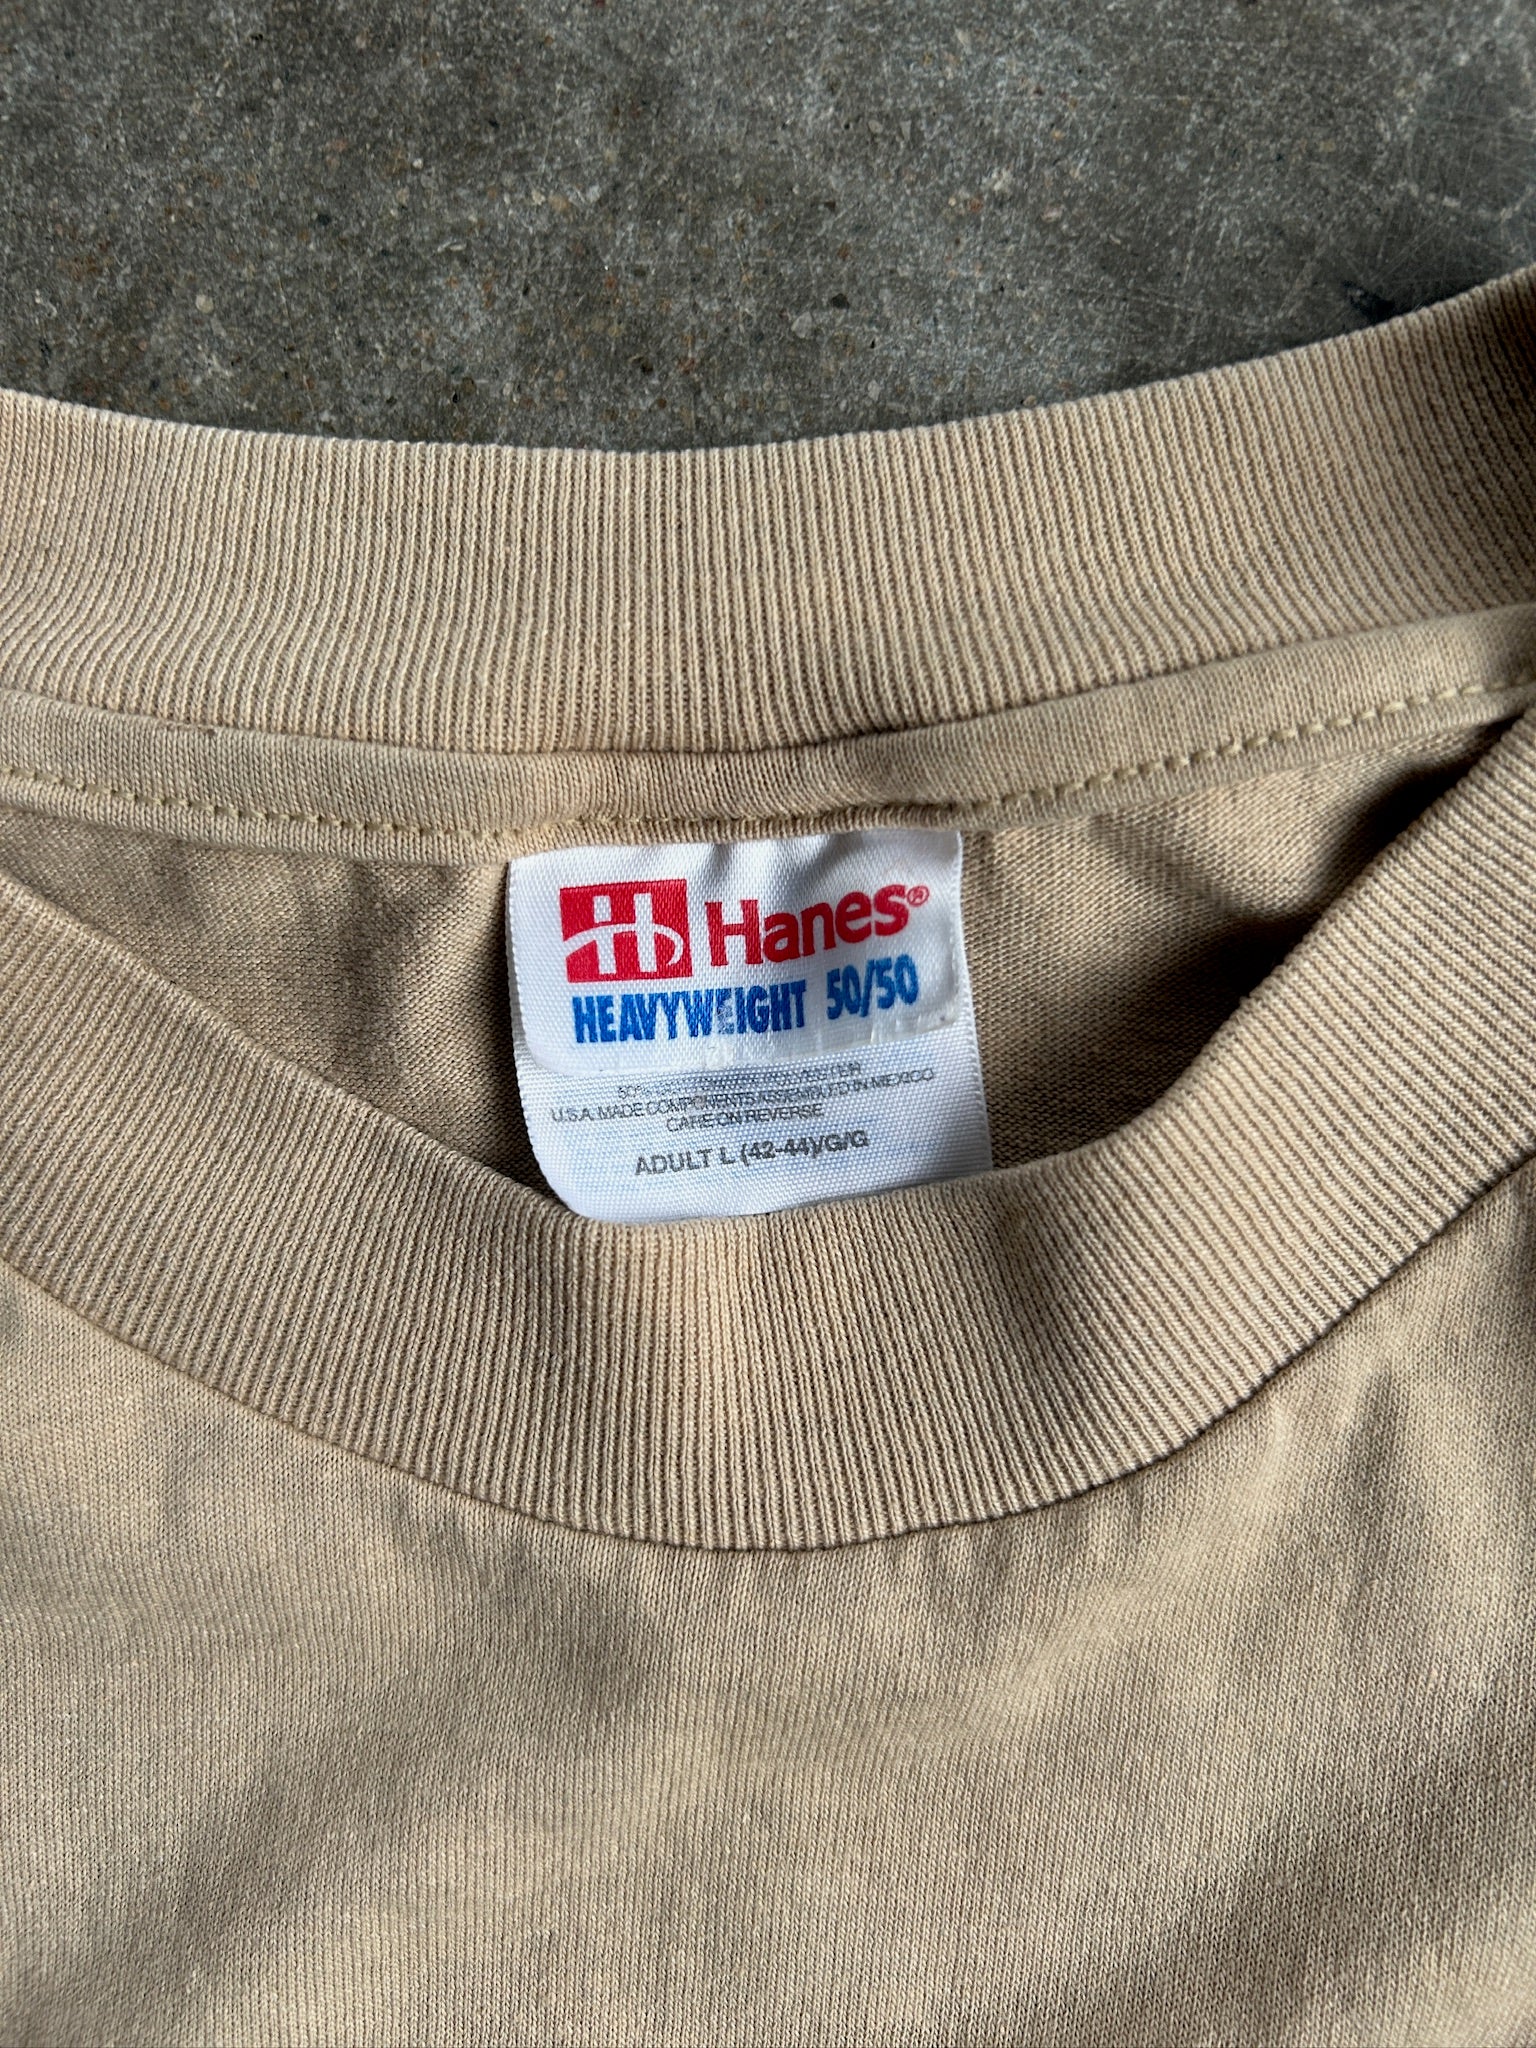 H Hanes®
HEAVYWEIGHT 50/50
U.S.A. MADE COMPONENTS ASSEMBLED IN MEXICO
CARE ON REVERSE
ADULT L (42-44)/G/G